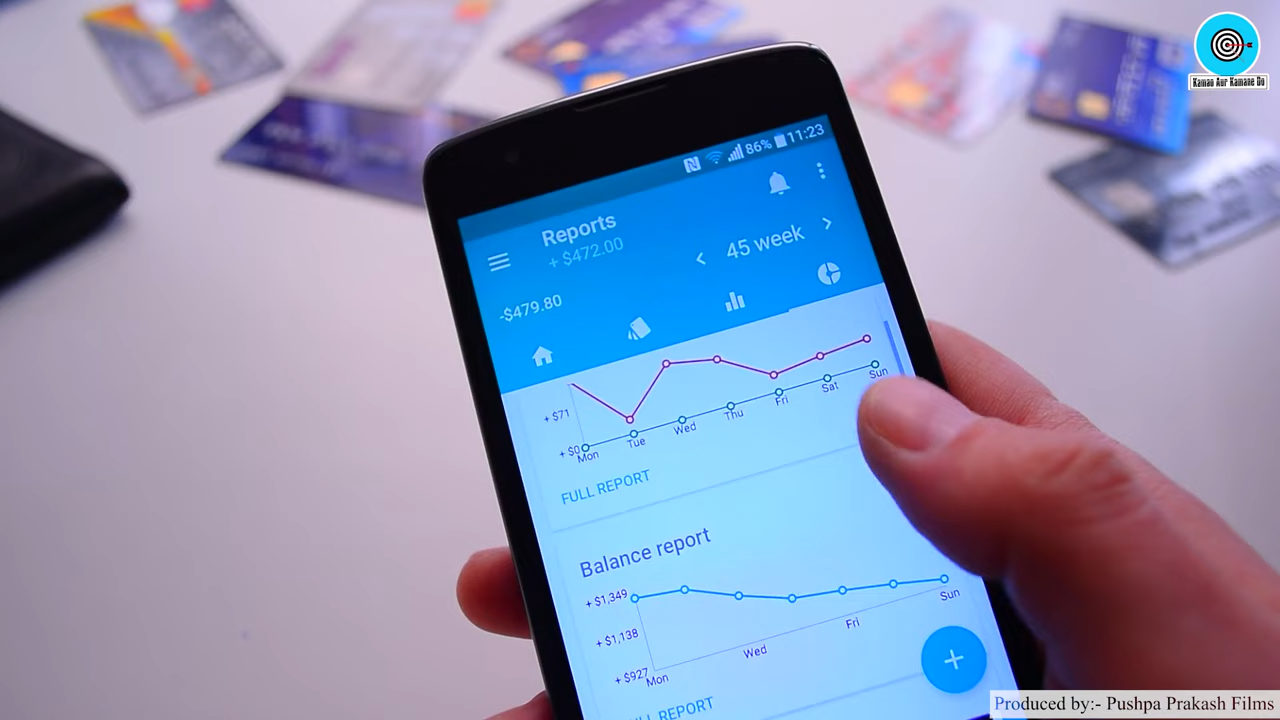 Kamao Aur Kamane Do
86% 11:23
Reports
+ $472.00
45 week
-$479.80
+ $71
+ $0
Mon Tue Wed Thu Fri Sat Sun
FULL REPORT
Balance report
+ $1,349
+ $1,138
+ $927
Mon Wed Fri Sun
+
Produced by:- Pushpa Prakash Films